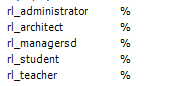 rl_administrator %
rl_architect %
rl_managersd %
rl_student %
rl_teacher %